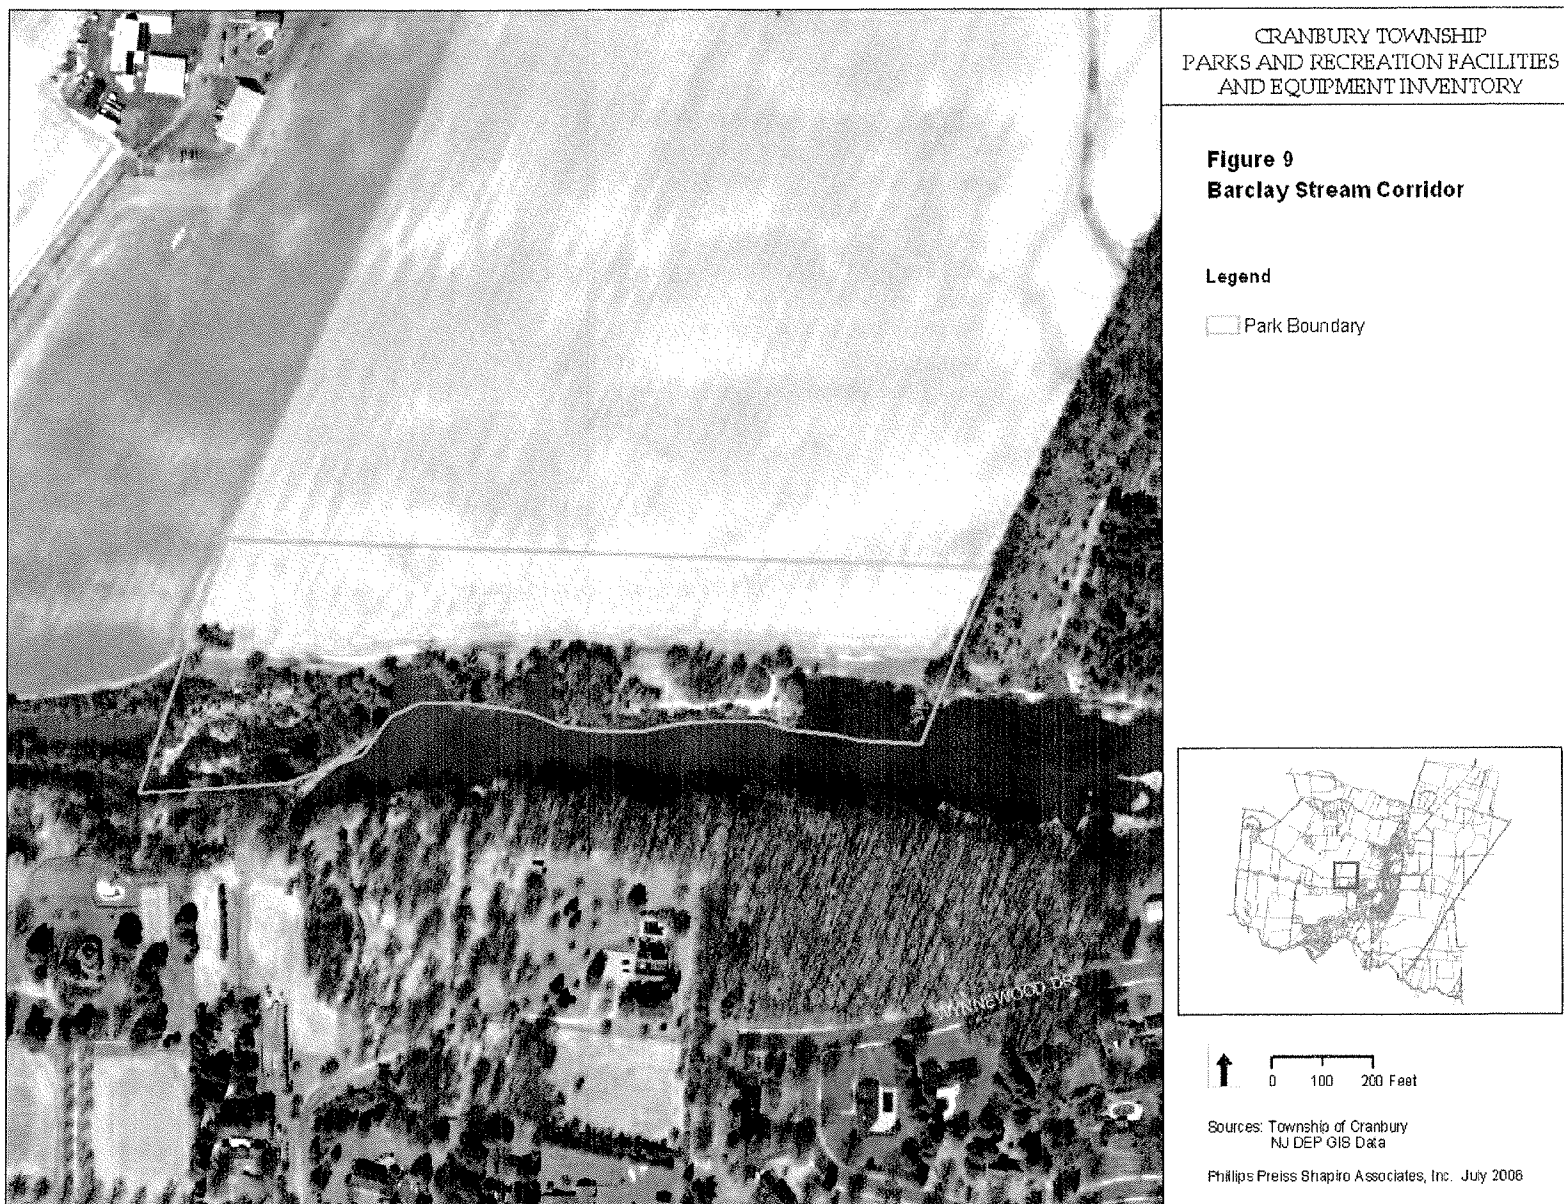 CRANBURY TOWNSHIP
PARKS AND RECREATION FACILITIES
AND EQUIPMENT INVENTORY
Figure 9
Barclay Stream Corridor
Legend
Park Boundary
WYNNEWOOD DR
0 100 200 Feet
Sources: Township of Cranbury
NJ DEP GIS Data
Phillips Preiss Shapiro Associates, Inc. July 2006